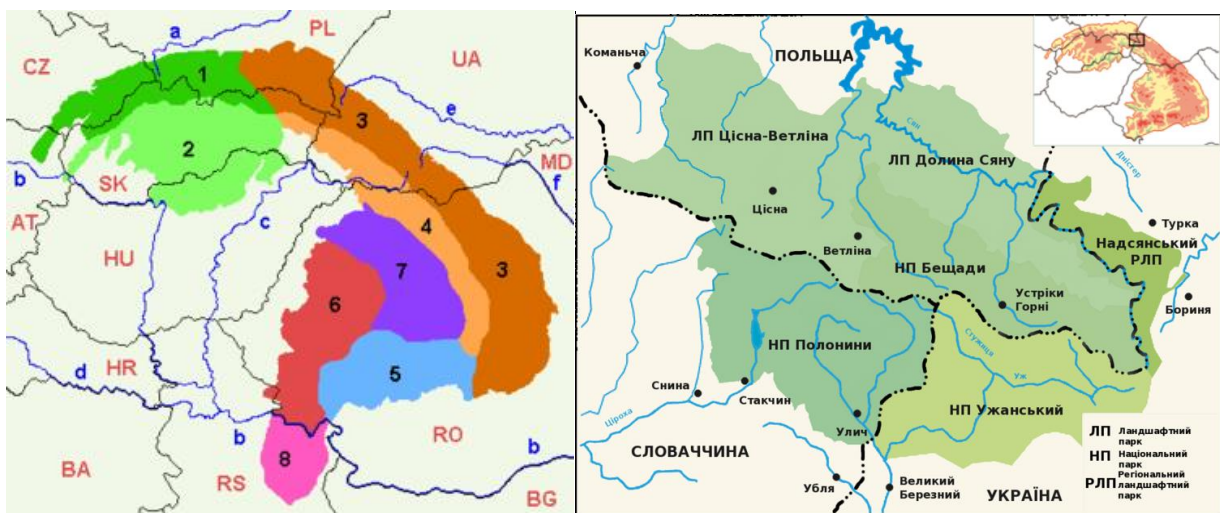 a
PL
CZ
1
UA
e
2
3
MD
b
SK
f
AT
c
4
HU
7
3
6
HR
d
5
b
RO
b
BA
8
RS
BG
Команьча
ПОЛЬЩА
ЛП Цісна-Ветліна
Сян
ЛП Долина Сяну
Дністер
Цісна
Турка
Ветліна
Надсянський
РЛП
НП Бещади
Устріки
Горні
Бориня
НП Полонини
Стужиця
Уж
Снина
Стакчин
НП Ужанський
Ціроха
Улич
ЛП Ландшафтний
парк
НП Національний
парк
РЛП Регіональний
ландшафтний
парк
СЛОВАЧЧИНА
Убля
Великий
Березний
УКРАЇНА